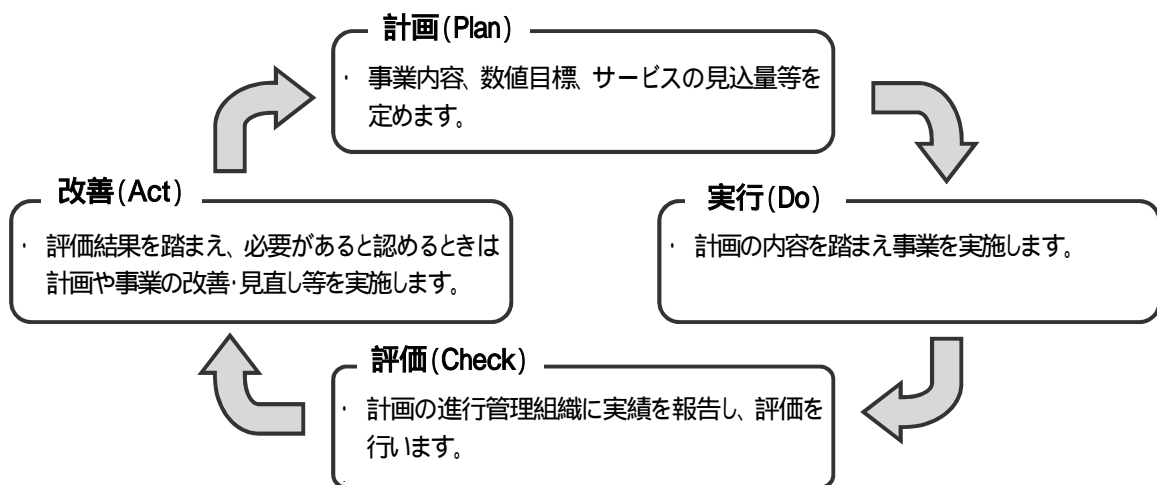 計画(Plan)
・ 事業内容、数値目標、サービスの見込量等を
定めます。
改善(Act)
・ 評価結果を踏まえ、必要があると認めるときは
計画や事業の改善・見直し等を実施します。
実行(Do)
・ 計画の内容を踏まえ事業を実施します。
評価(Check)
・ 計画の進行管理組織に実績を報告し、評価を
行います。